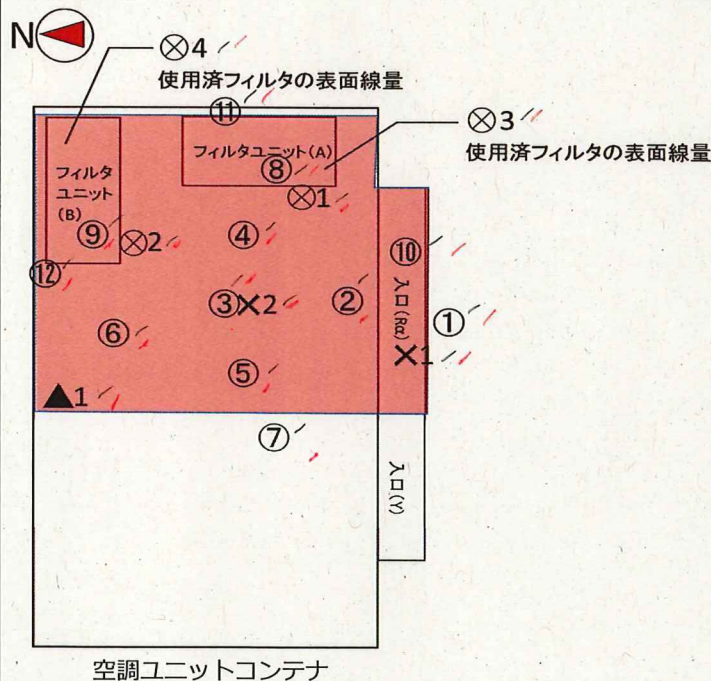 N
⊗4
使用済フィルタの表面線量
⑪
⊗3
使用済フィルタの表面線量
フィルタユニット(A)
⑧
フィルタ
ユニット
(B)
⊗1
⑨
⊗2
④
⑩
⑫
入口(Rα)
③×2
②
①
⑥
×1
⑤
▲1
⑦
入口(Y)
空調ユニットコンテナ